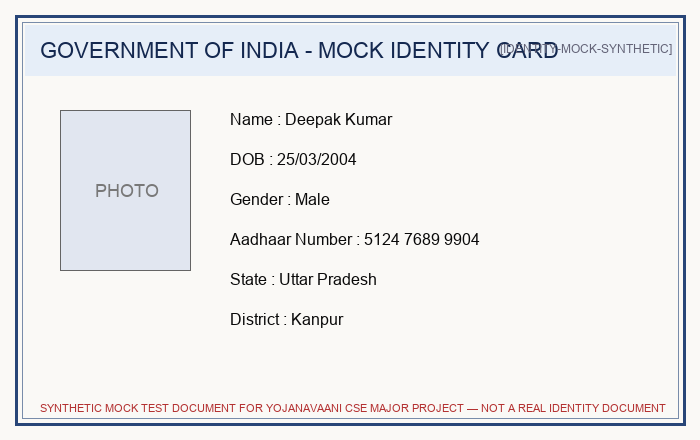 GOVERNMENT OF INDIA - MOCK IDENTITY CARD
[IDENTITY-MOCK-SYNTHETIC]
PHOTO
Name : Deepak Kumar
DOB : 25/03/2004
Gender : Male
Aadhaar Number : 5124 7689 9904
State : Uttar Pradesh
District : Kanpur
SYNTHETIC MOCK TEST DOCUMENT FOR YOJANAVAANI CSE MAJOR PROJECT — NOT A REAL IDENTITY DOCUMENT